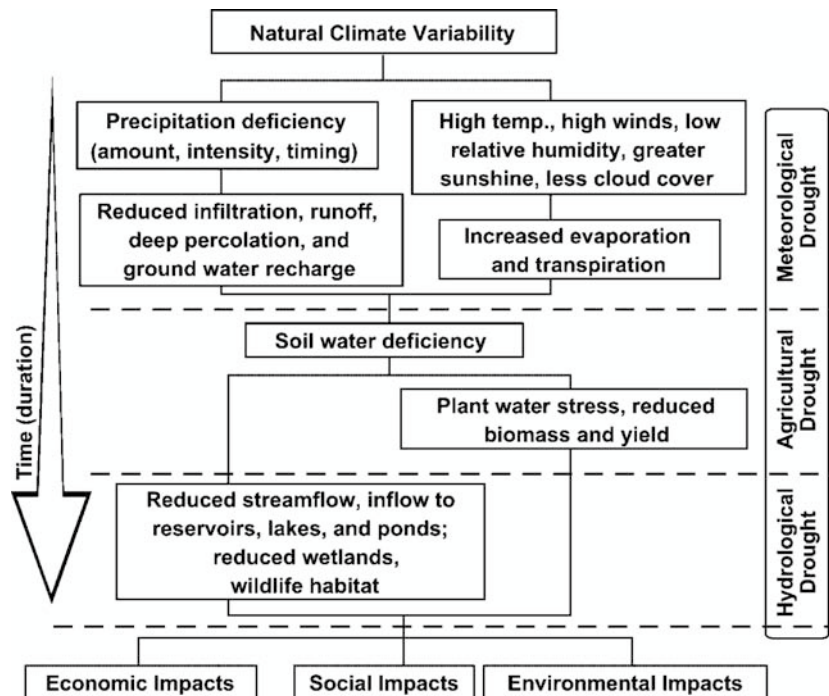 Natural Climate Variability
Precipitation deficiency
(amount, intensity, timing)
High temp., high winds, low
relative humidity, greater
sunshine, less cloud cover
Reduced infiltration, runoff,
deep percolation, and
ground water recharge
Increased evaporation
and transpiration
Meteorological
Drought
Soil water deficiency
Plant water stress, reduced
biomass and yield
Agricultural
Drought
Time (duration)
Reduced streamflow, inflow to
reservoirs, lakes, and ponds;
reduced wetlands,
wildlife habitat
Hydrological
Drought
Economic Impacts
Social Impacts
Environmental Impacts